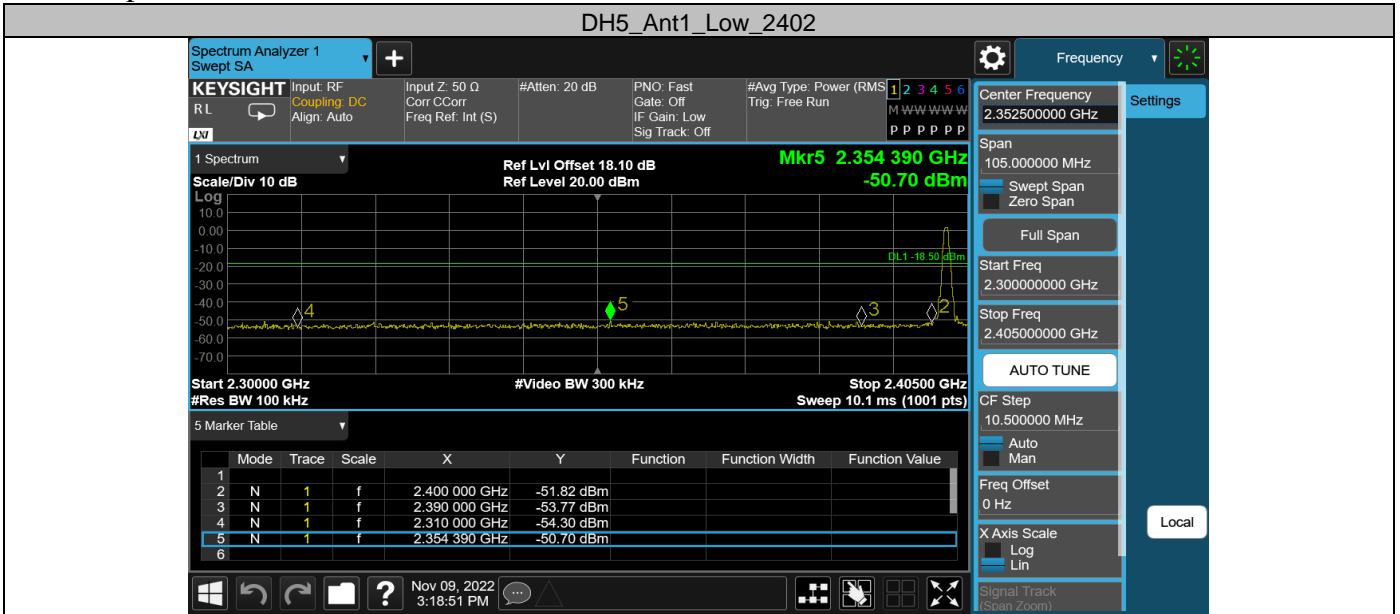 DH5_Ant1_Low_2402
Spectrum Analyzer 1
Swept SA
Frequency
KEYSIGHT
RL
LXI
Input: RF
Coupling: DC
Align: Auto
Input Z: 50 Ω
Corr CCorr
Freq Ref: Int (S)
#Atten: 20 dB
PNO: Fast
Gate: Off
IF Gain: Low
Sig Track: Off
#Avg Type: Power (RMS
Trig: Free Run
1 2 3 4 5 6
M W W W W W
P P P P P P
1 Spectrum
Scale/Div 10 dB
Ref Lvl Offset 18.10 dB
Ref Level 20.00 dBm
Mkr5 2.354 390 GHz
-50.70 dBm
Log
10.0
0.00
-10.0
-20.0
-30.0
-40.0
-50.0
-60.0
-70.0
DL1 -18.50 dBm
4
5
3
2
Start 2.30000 GHz
#Video BW 300 kHz
Stop 2.40500 GHz
#Res BW 100 kHz
Sweep 10.1 ms (1001 pts)
5 Marker Table
Mode Trace Scale X Y Function Function Width Function Value
1
2 N 1 f 2.400 000 GHz -51.82 dBm
3 N 1 f 2.390 000 GHz -53.77 dBm
4 N 1 f 2.310 000 GHz -54.30 dBm
5 N 1 f 2.354 390 GHz -50.70 dBm
6
Nov 09, 2022
3:18:51 PM
Center Frequency
2.352500000 GHz
Settings
Span
105.000000 MHz
Swept Span
Zero Span
Full Span
Start Freq
2.300000000 GHz
Stop Freq
2.405000000 GHz
AUTO TUNE
CF Step
10.500000 MHz
Auto
Man
Freq Offset
0 Hz
X Axis Scale
Log
Lin
Local
Signal Track
(Span Zoom)